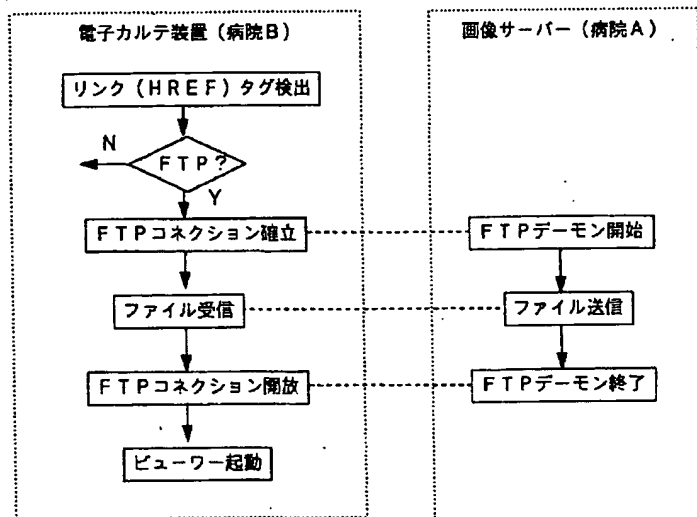 電子カルテ装置（病院B）
リンク（HREF）タグ検出
FTP？
N
Y
FTPコネクション確立
ファイル受信
FTPコネクション開放
ビューワー起動
画像サーバー（病院A）
FTPデーモン開始
ファイル送信
FTPデーモン終了